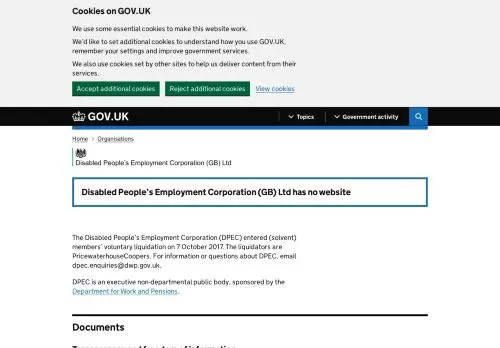 Cookies on GOV.UK
We use some essential cookies to make this website work.
We'd like to set additional cookies to understand how you use GOV.UK,
remember your settings and improve government services.
We also use cookies set by other sites to help us deliver content from their
services.
Accept additional cookies Reject additional cookies View cookies
GOV.UK Topics Government activity
Home Organisations
Disabled People's Employment Corporation (GB) Ltd
Disabled People's Employment Corporation (GB) Ltd has no website
The Disabled People's Employment Corporation (DPEC) entered (solvent)
members' voluntary liquidation on 7 October 2017. The liquidators are
PricewaterhouseCoopers. For information or questions about DPEC, email
dpec.enquiries@dwp.gov.uk.
DPEC is an executive non-departmental public body, sponsored by the
Department for Work and Pensions.
Documents
Transparency and freedom of information